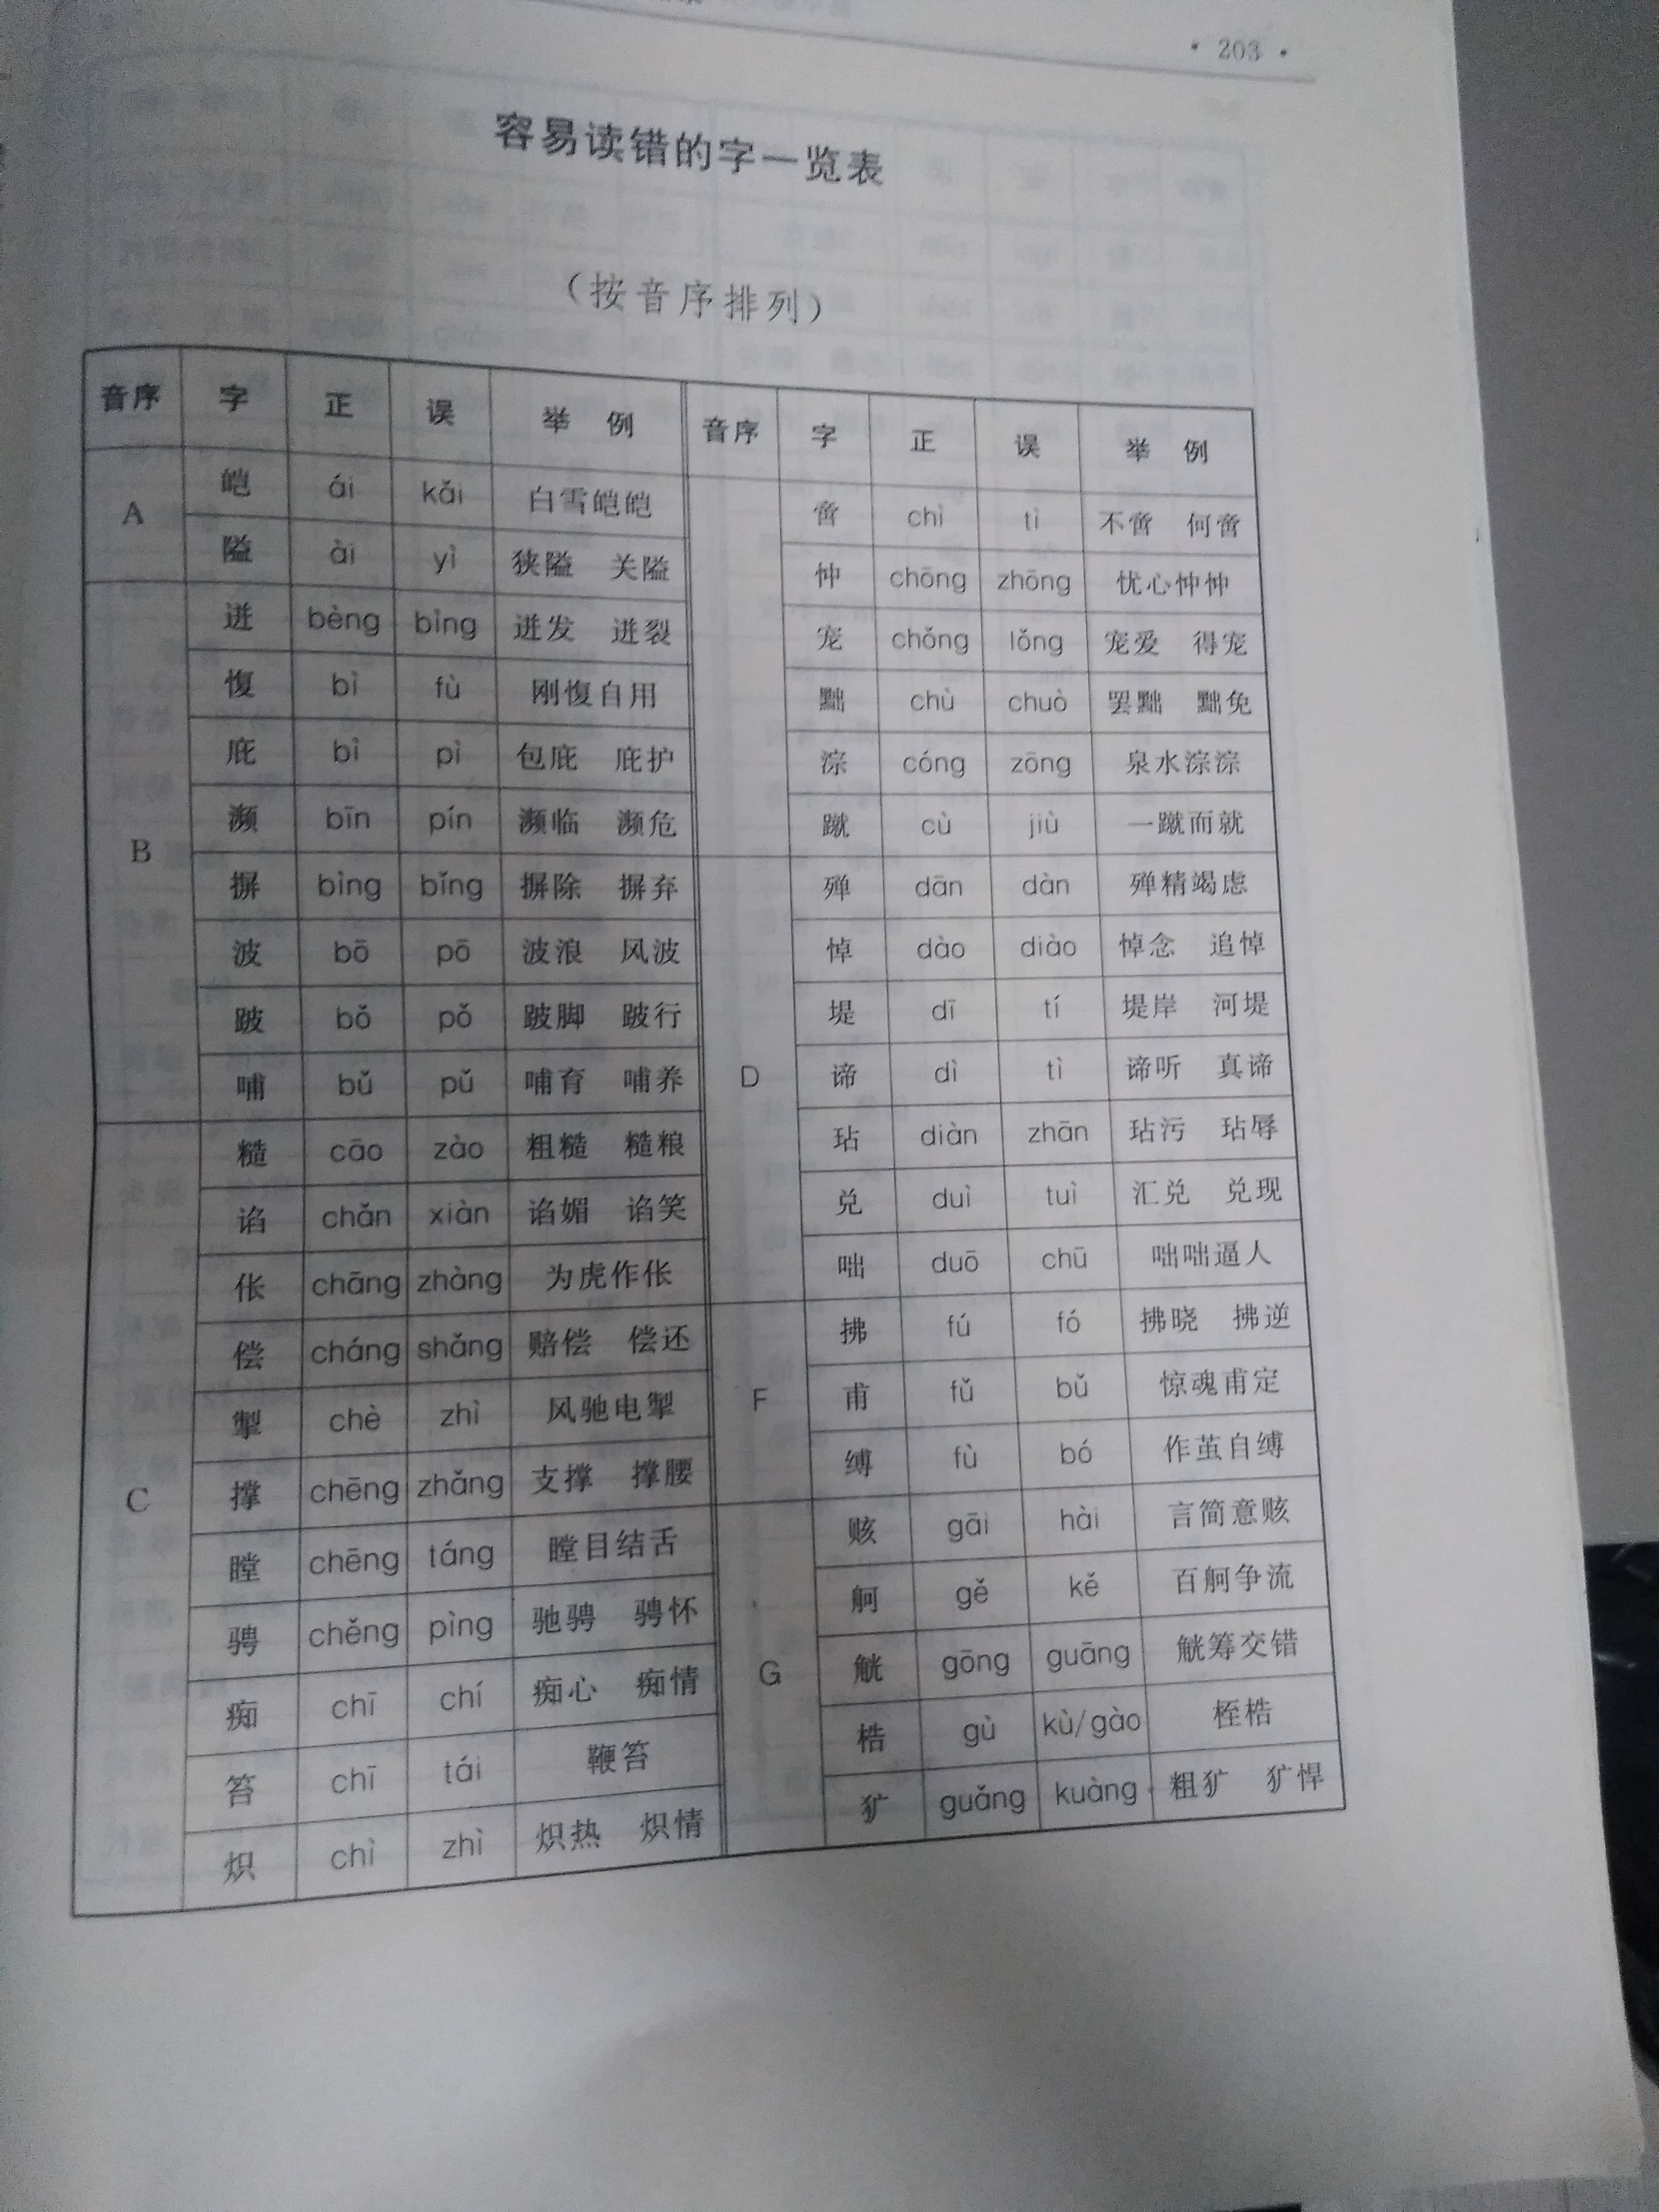 · 203 ·
容易读错的字一览表
（按音序排列）
音序 字 正 误 举 例
A
皑 ái kǎi 白雪皑皑
隘 ài yì 狭隘 关隘
B
迸 bèng bìng 迸发 迸裂
愎 bì fù 刚愎自用
庇 bì pì 包庇 庇护
濒 bīn pín 濒临 濒危
摒 bìng bǐng 摒除 摒弃
波 bō pō 波浪 风波
跛 bǒ pǒ 跛脚 跛行
哺 bǔ pǔ 哺育 哺养
C
糙 cāo zào 粗糙 糙粮
谄 chǎn xiàn 谄媚 谄笑
伥 chāng zhàng 为虎作伥
偿 cháng shǎng 赔偿 偿还
掣 chè zhì 风驰电掣
撑 chēng zhǎng 支撑 撑腰
瞠 chēng táng 瞠目结舌
骋 chěng pìng 驰骋 骋怀
痴 chī chí 痴心 痴情
笞 chī tái 鞭笞
炽 chì zhì 炽热 炽情
音序 字 正 误 举 例
啻 chì tì 不啻 何啻
忡 chōng zhōng 忧心忡忡
宠 chǒng lǒng 宠爱 得宠
黜 chù chuò 罢黜 黜免
淙 cóng zōng 泉水淙淙
蹴 cù jiù 一蹴而就
D
殚 dān dàn 殚精竭虑
悼 dào diào 悼念 追悼
堤 dī tí 堤岸 河堤
谛 dì tì 谛听 真谛
玷 diàn zhān 玷污 玷辱
兑 duì tuì 汇兑 兑现
咄 duō chū 咄咄逼人
F
拂 fú fó 拂晓 拂逆
甫 fǔ bǔ 惊魂甫定
缚 fù bó 作茧自缚
G
赅 gāi hài 言简意赅
舸 gě kě 百舸争流
觥 gōng guāng 觥筹交错
梏 gù kù/gào 桎梏
犷 guǎng kuàng 粗犷 犷悍